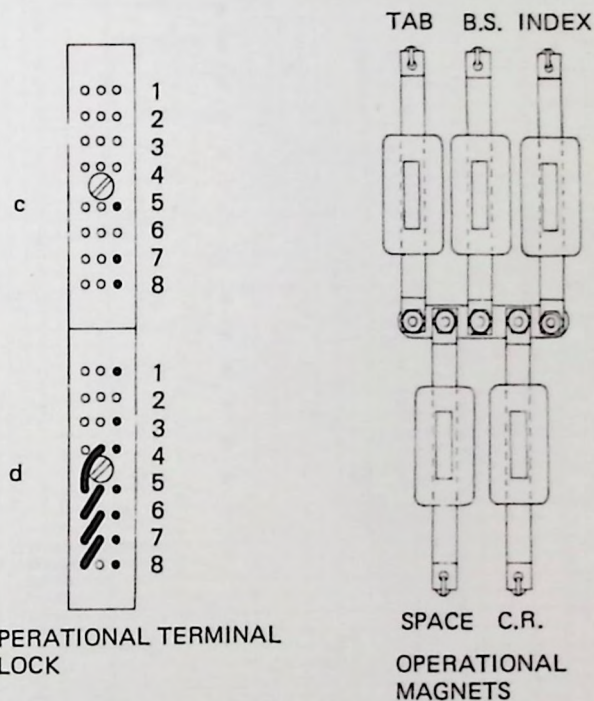 c
1
2
3
4
5
6
7
8
d
1
2
3
4
5
6
7
8
PERATIONAL TERMINAL
LOCK
TAB B.S. INDEX
SPACE C.R.
OPERATIONAL
MAGNETS